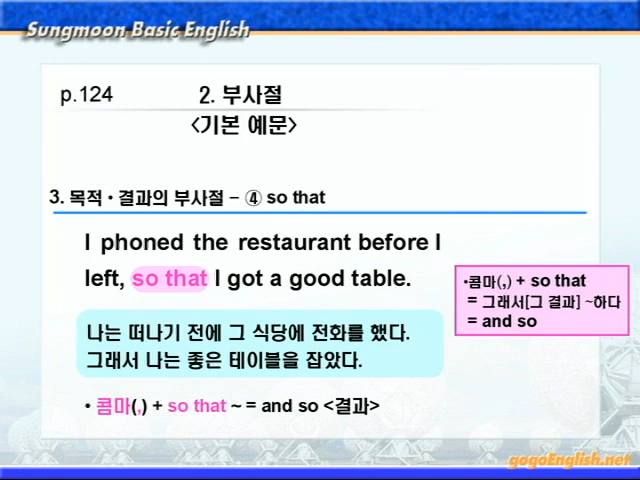 Sungmoon Basic English
p.124
2. 부사절
<기본 예문>
3. 목적 • 결과의 부사절 – ④ so that
I phoned the restaurant before I
left, so that I got a good table.
•콤마(,) + so that
= 그래서[그 결과] ~하다
= and so
나는 떠나기 전에 그 식당에 전화를 했다.
그래서 나는 좋은 테이블을 잡았다.
• 콤마(,) + so that ~ = and so <결과>
gogoEnglish.net